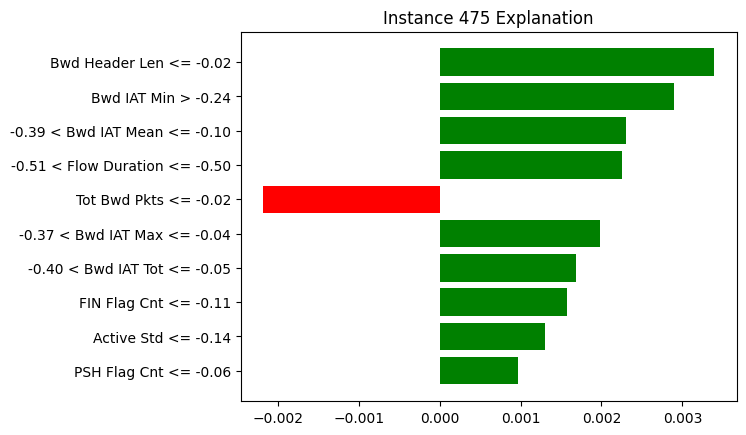 Instance 475 Explanation
Bwd Header Len <= -0.02
Bwd IAT Min > -0.24
-0.39 < Bwd IAT Mean <= -0.10
-0.51 < Flow Duration <= -0.50
Tot Bwd Pkts <= -0.02
-0.37 < Bwd IAT Max <= -0.04
-0.40 < Bwd IAT Tot <= -0.05
FIN Flag Cnt <= -0.11
Active Std <= -0.14
PSH Flag Cnt <= -0.06
−0.002 −0.001 0.000 0.001 0.002 0.003